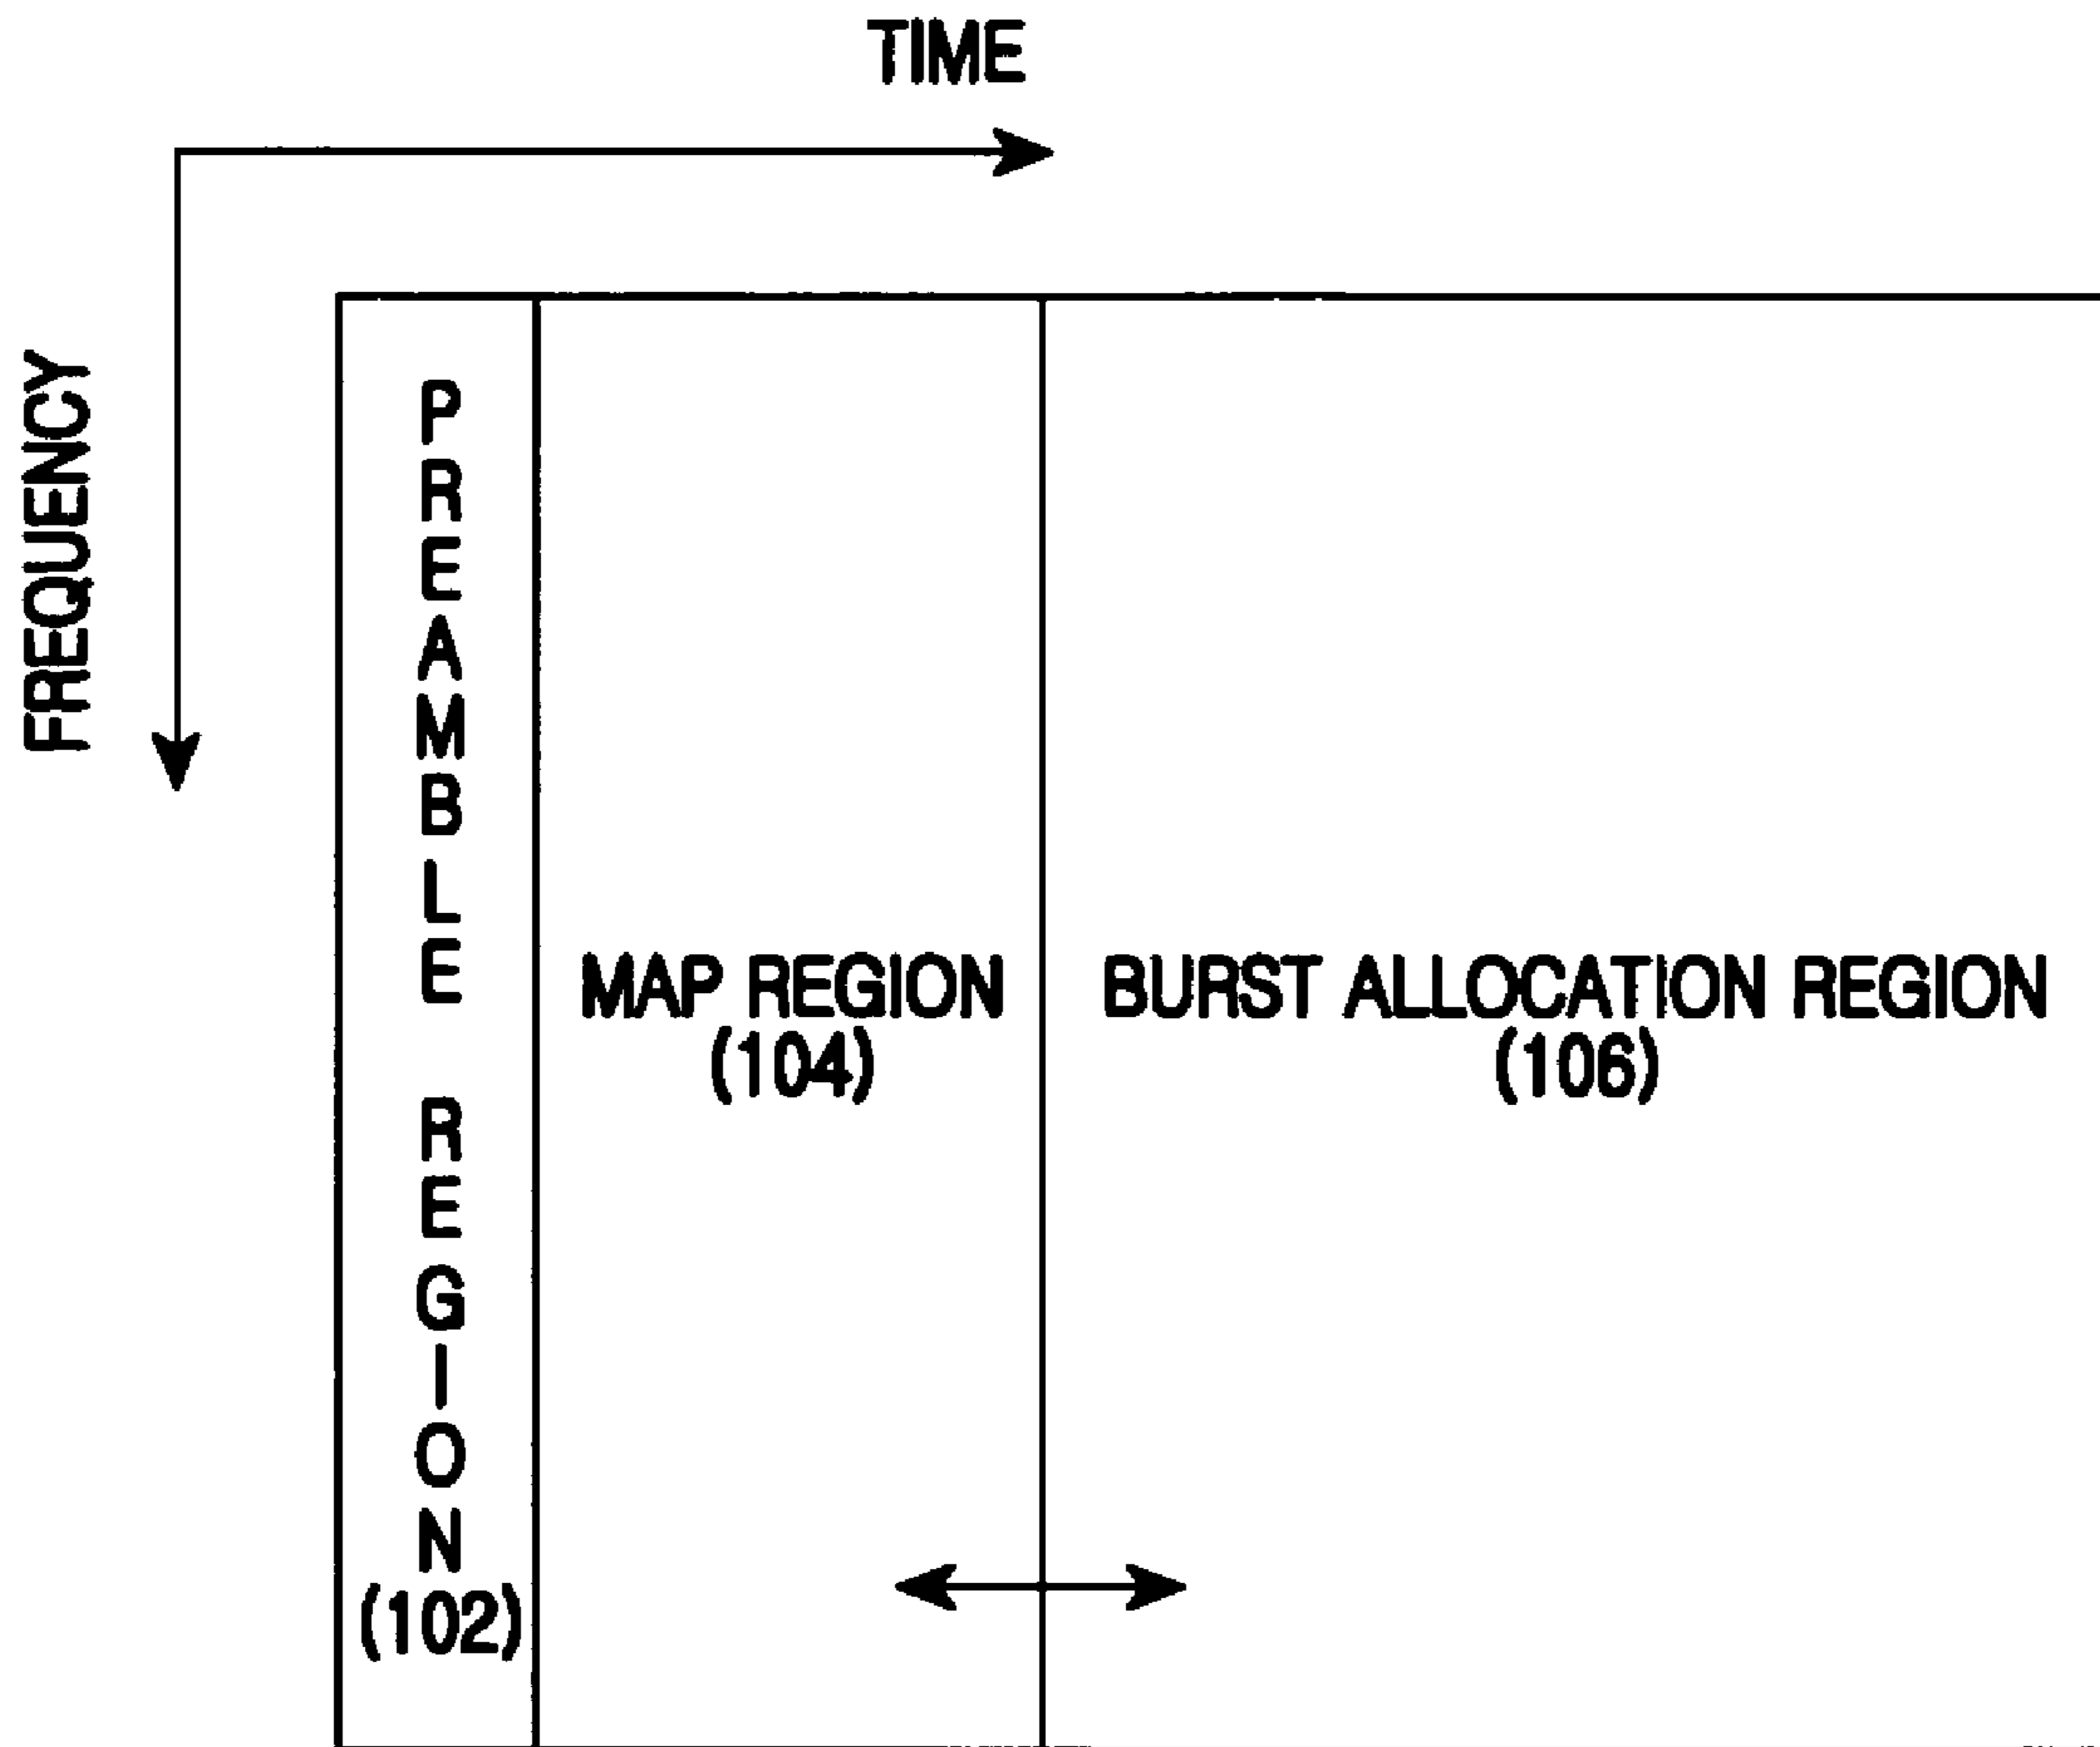 TIME
FREQUENCY
PREAMBLE REGION
(102)
MAP REGION
(104)
BURST ALLOCATION REGION
(106)